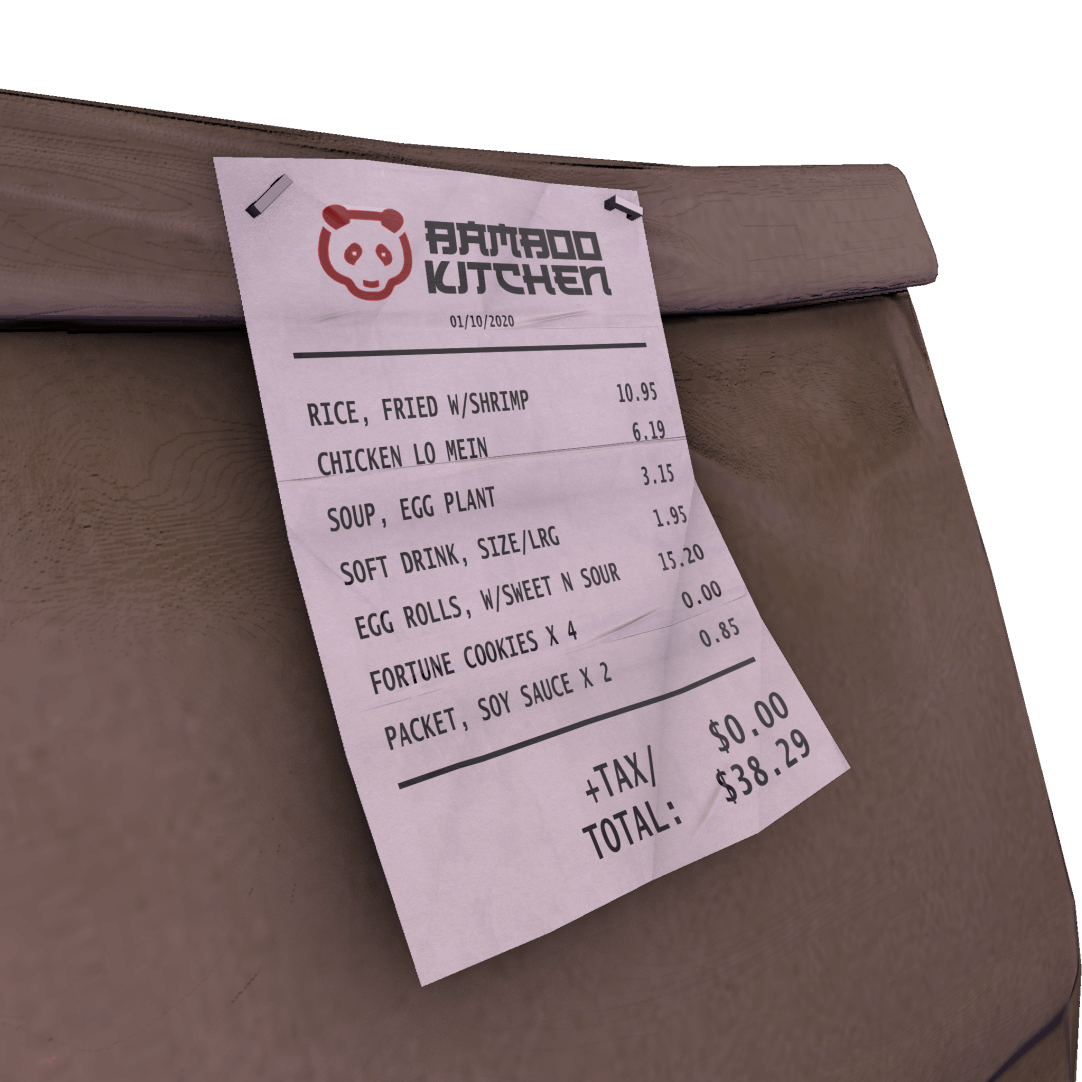 BAMBOO
KITCHEN
01/10/2020
RICE, FRIED W/SHRIMP 10.95
CHICKEN LO MEIN 6.19
SOUP, EGG PLANT 3.15
SOFT DRINK, SIZE/LRG 1.95
EGG ROLLS, W/SWEET N SOUR 15.20
FORTUNE COOKIES X 4 0.00
PACKET, SOY SAUCE X 2 0.85
+TAX/ $0.00
TOTAL: $38.29